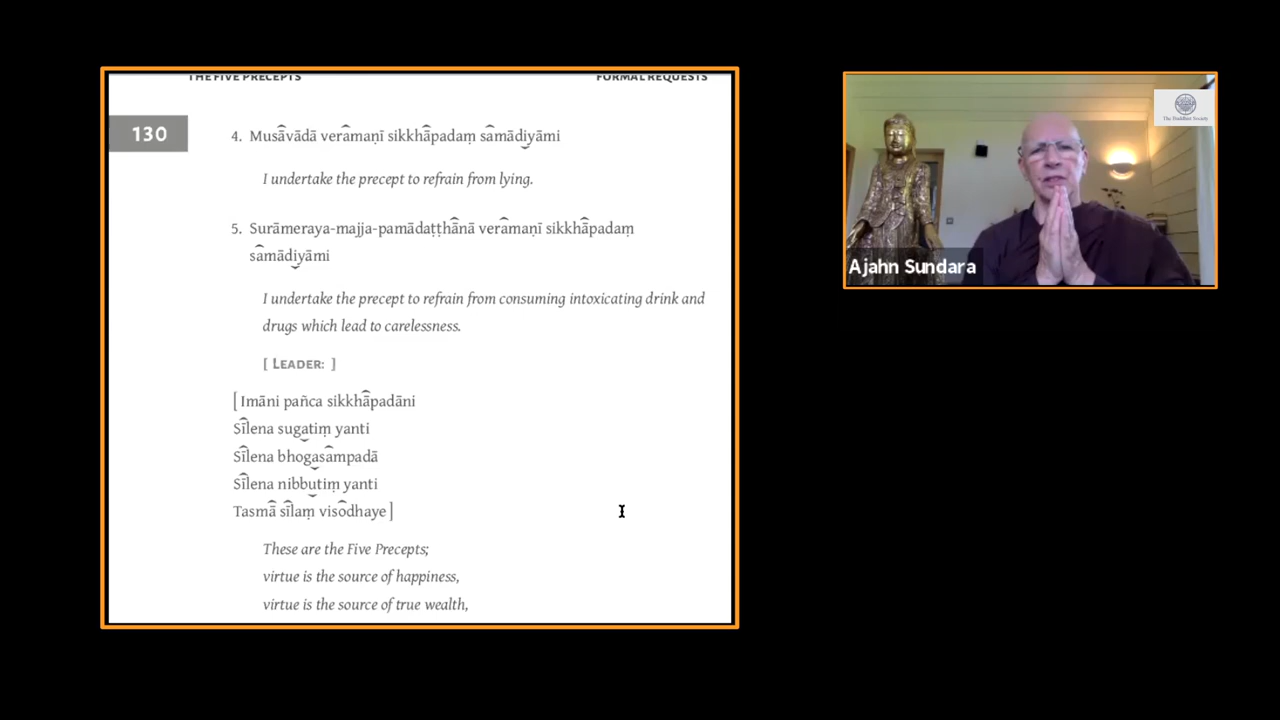 THE FIVE PRECEPTS
FORMAL REQUESTS
130
4. Musāvādā veramaṇī sikkhāpadaṃ samādiyāmi
I undertake the precept to refrain from lying.
5. Surāmeraya-majja-pamādaṭṭhānā veramaṇī sikkhāpadaṃ
samādiyāmi
I undertake the precept to refrain from consuming intoxicating drink and
drugs which lead to carelessness.
[ LEADER: ]
[ Imāni pañca sikkhāpadāni
Sīlena sugatiṃ yanti
Sīlena bhogasampadā
Sīlena nibbutiṃ yanti
Tasmā sīlaṃ visodhaye ]
These are the Five Precepts;
virtue is the source of happiness,
virtue is the source of true wealth,
The Buddhist Society
Ajahn Sundara